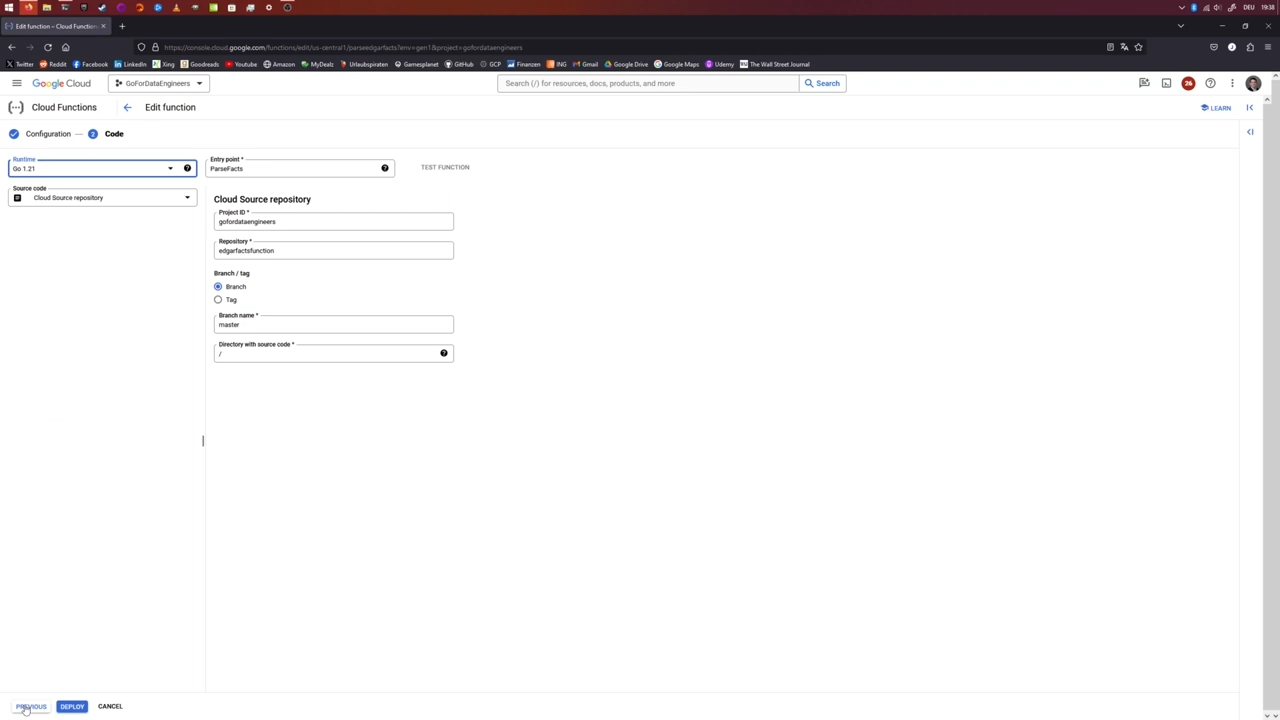 DEU 19:38
Edit function – Cloud Function
https://console.cloud.google.com/functions/edit/us-central1/parseedgarfacts?env=gen1&project=gofordataengineers
Twitter Reddit Facebook LinkedIn Xing Goodreads Youtube Amazon MyDealz Urlaubspiraten Gamesplanet GitHub GCP Finanzen ING Gmail Google Drive Google Maps Udemy The Wall Street Journal
Google Cloud GoForDataEngineers Search (/) for resources, docs, products, and more Search 26
Cloud Functions Edit function LEARN
Configuration — 2 Code
Runtime
Go 1.21
Entry point *
ParseFacts
TEST FUNCTION
Source code
Cloud Source repository
Cloud Source repository
Project ID *
gofordataengineers
Repository *
edgarfactsfunction
Branch / tag
Branch
Tag
Branch name *
master
Directory with source code *
/
PREVIOUS DEPLOY CANCEL